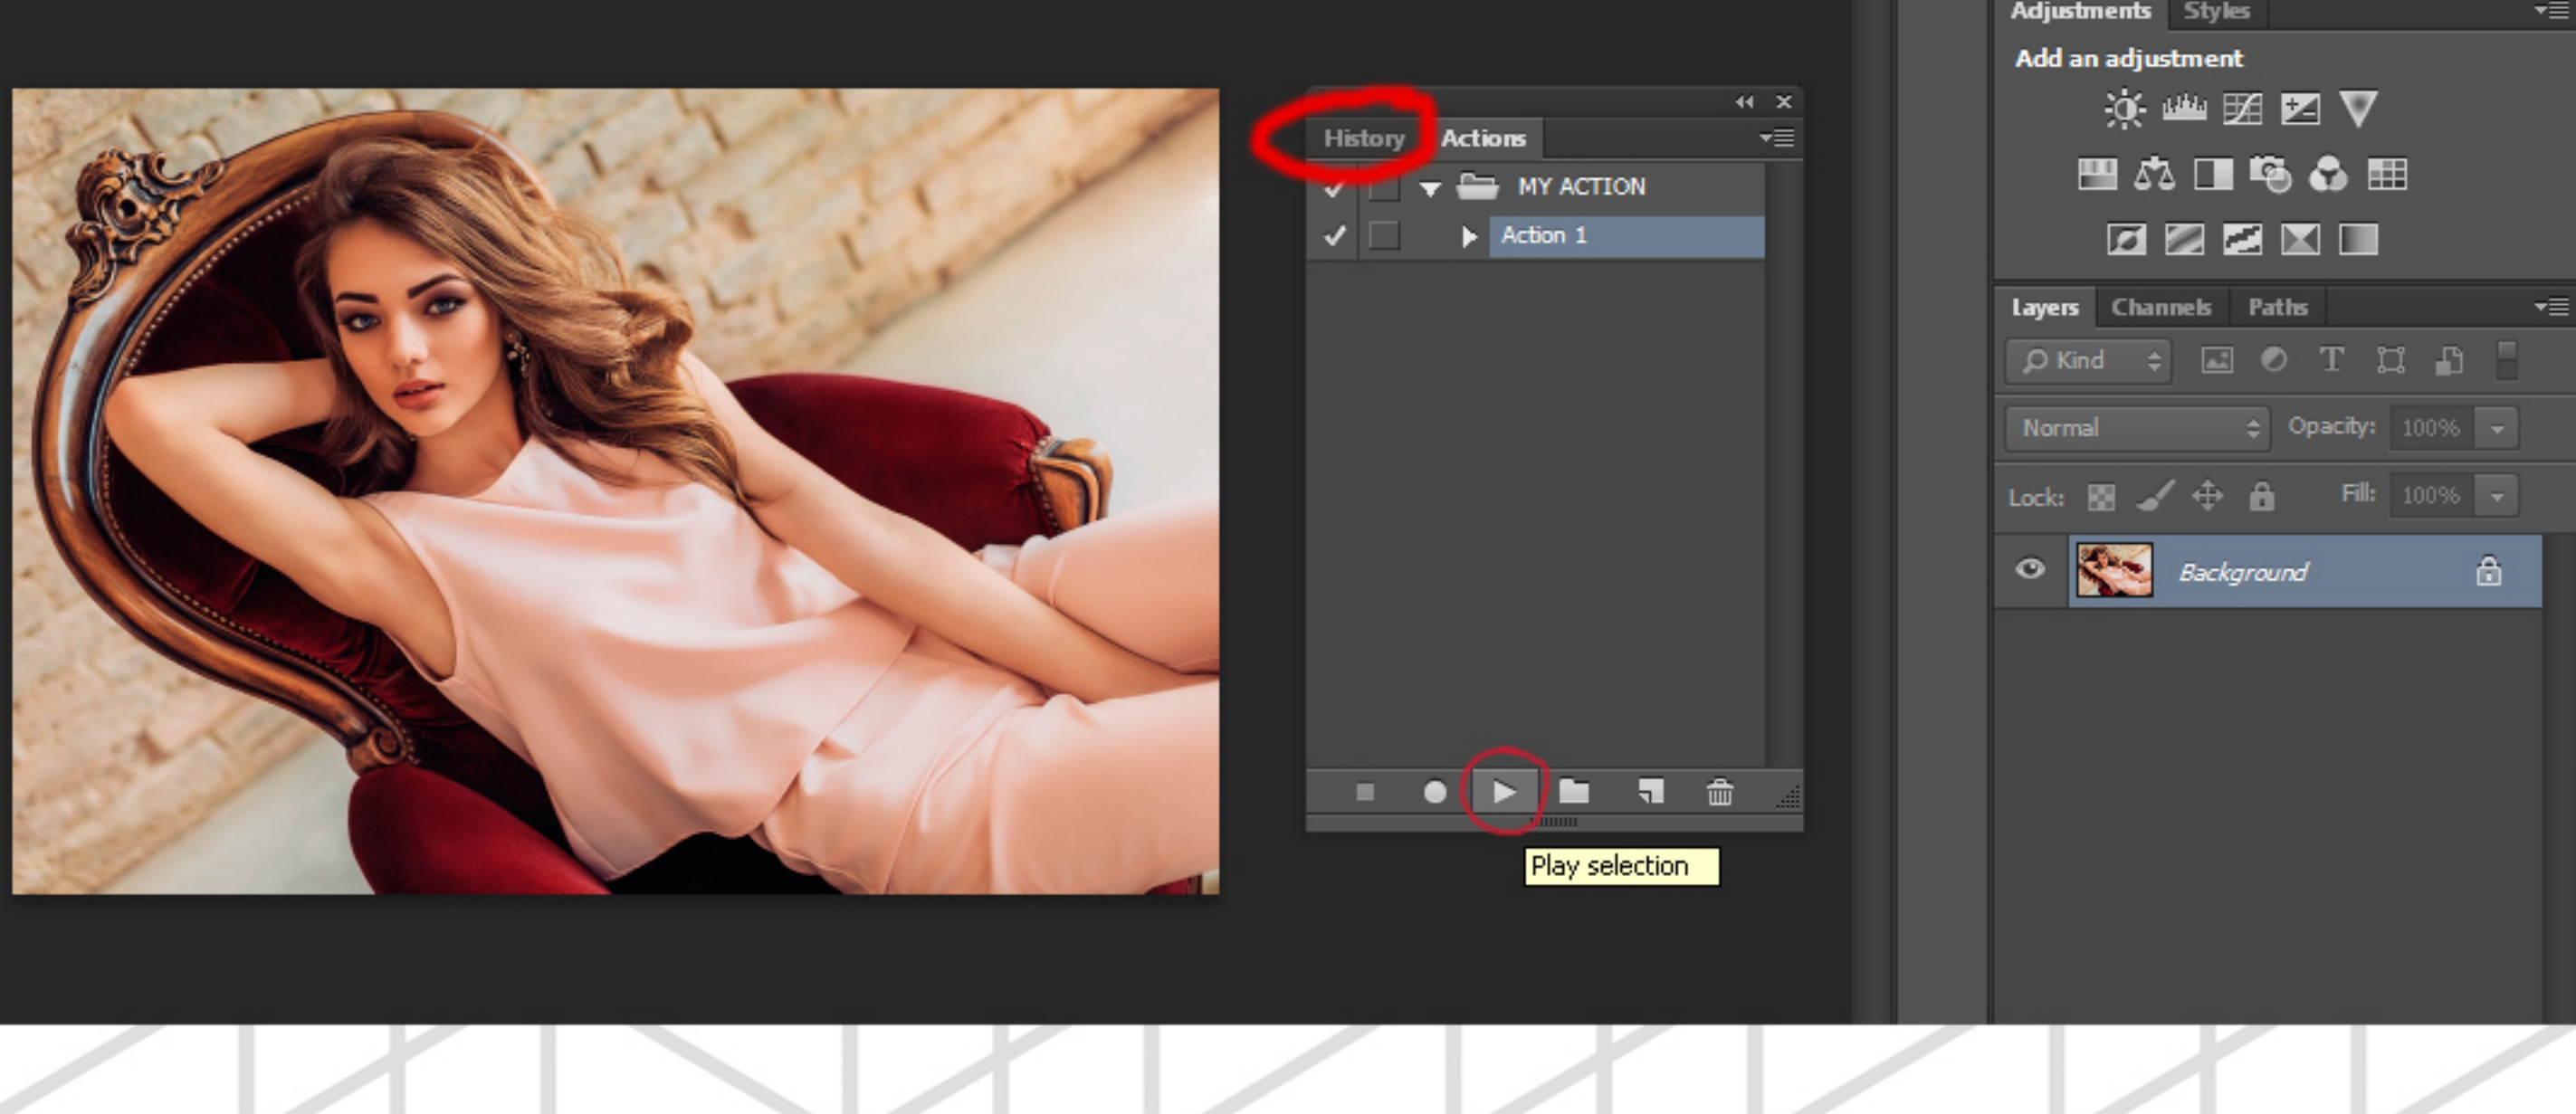 Adjustments Styles
Add an adjustment
History Actions
MY ACTION
Action 1
Layers Channels Paths
Kind
Normal Opacity: 100%
Lock: Fill: 100%
Background
Play selection